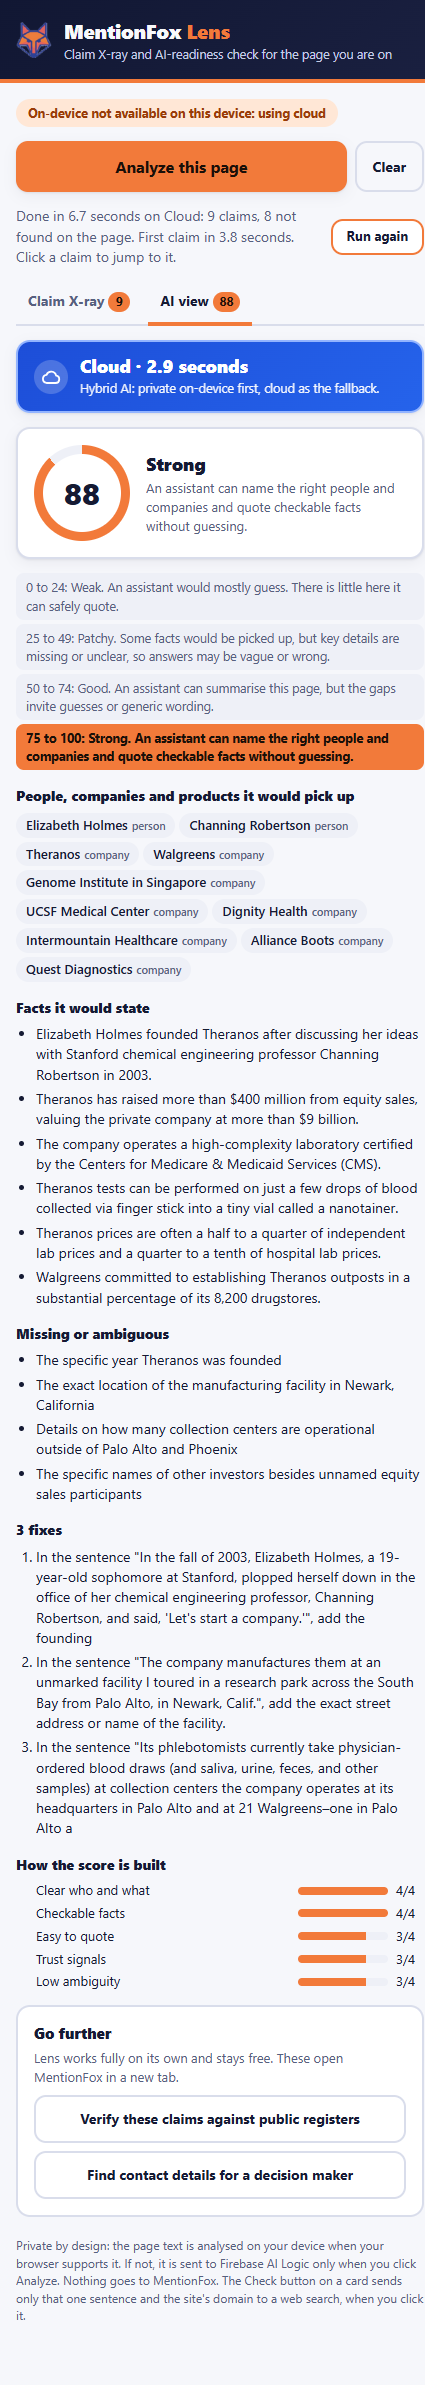 MentionFox Lens
Claim X-ray and AI-readiness check for the page you are on
On-device not available on this device: using cloud
Analyze this page
Clear
Done in 6.7 seconds on Cloud: 9 claims, 8 not
found on the page. First claim in 3.8 seconds.
Click a claim to jump to it.
Run again
Claim X-ray 9
AI view 88
Cloud · 2.9 seconds
Hybrid AI: private on-device first, cloud as the fallback.
88
Strong
An assistant can name the right people and
companies and quote checkable facts
without guessing.
0 to 24: Weak. An assistant would mostly guess. There is little here it
can safely quote.
25 to 49: Patchy. Some facts would be picked up, but key details are
missing or unclear, so answers may be vague or wrong.
50 to 74: Good. An assistant can summarise this page, but the gaps
invite guesses or generic wording.
75 to 100: Strong. An assistant can name the right people and
companies and quote checkable facts without guessing.
People, companies and products it would pick up
Elizabeth Holmes person Channing Robertson person
Theranos company Walgreens company
Genome Institute in Singapore company
UCSF Medical Center company Dignity Health company
Intermountain Healthcare company Alliance Boots company
Quest Diagnostics company
Facts it would state
• Elizabeth Holmes founded Theranos after discussing her ideas
with Stanford chemical engineering professor Channing
Robertson in 2003.
• Theranos has raised more than $400 million from equity sales,
valuing the private company at more than $9 billion.
• The company operates a high-complexity laboratory certified
by the Centers for Medicare & Medicaid Services (CMS).
• Theranos tests can be performed on just a few drops of blood
collected via finger stick into a tiny vial called a nanotainer.
• Theranos prices are often a half to a quarter of independent
lab prices and a quarter to a tenth of hospital lab prices.
• Walgreens committed to establishing Theranos outposts in a
substantial percentage of its 8,200 drugstores.
Missing or ambiguous
• The specific year Theranos was founded
• The exact location of the manufacturing facility in Newark,
California
• Details on how many collection centers are operational
outside of Palo Alto and Phoenix
• The specific names of other investors besides unnamed equity
sales participants
3 fixes
1. In the sentence "In the fall of 2003, Elizabeth Holmes, a 19-
year-old sophomore at Stanford, plopped herself down in the
office of her chemical engineering professor, Channing
Robertson, and said, 'Let's start a company.'", add the
founding
2. In the sentence "The company manufactures them at an
unmarked facility I toured in a research park across the South
Bay from Palo Alto, in Newark, Calif.", add the exact street
address or name of the facility.
3. In the sentence "Its phlebotomists currently take physician-
ordered blood draws (and saliva, urine, feces, and other
samples) at collection centers the company operates at its
headquarters in Palo Alto and at 21 Walgreens–one in Palo
Alto a
How the score is built
Clear who and what 4/4
Checkable facts 4/4
Easy to quote 3/4
Trust signals 3/4
Low ambiguity 3/4
Go further
Lens works fully on its own and stays free. These open
MentionFox in a new tab.
Verify these claims against public registers
Find contact details for a decision maker
Private by design: the page text is analysed on your device when your
browser supports it. If not, it is sent to Firebase AI Logic only when you click
Analyze. Nothing goes to MentionFox. The Check button on a card sends
only that one sentence and the site's domain to a web search, when you click
it.